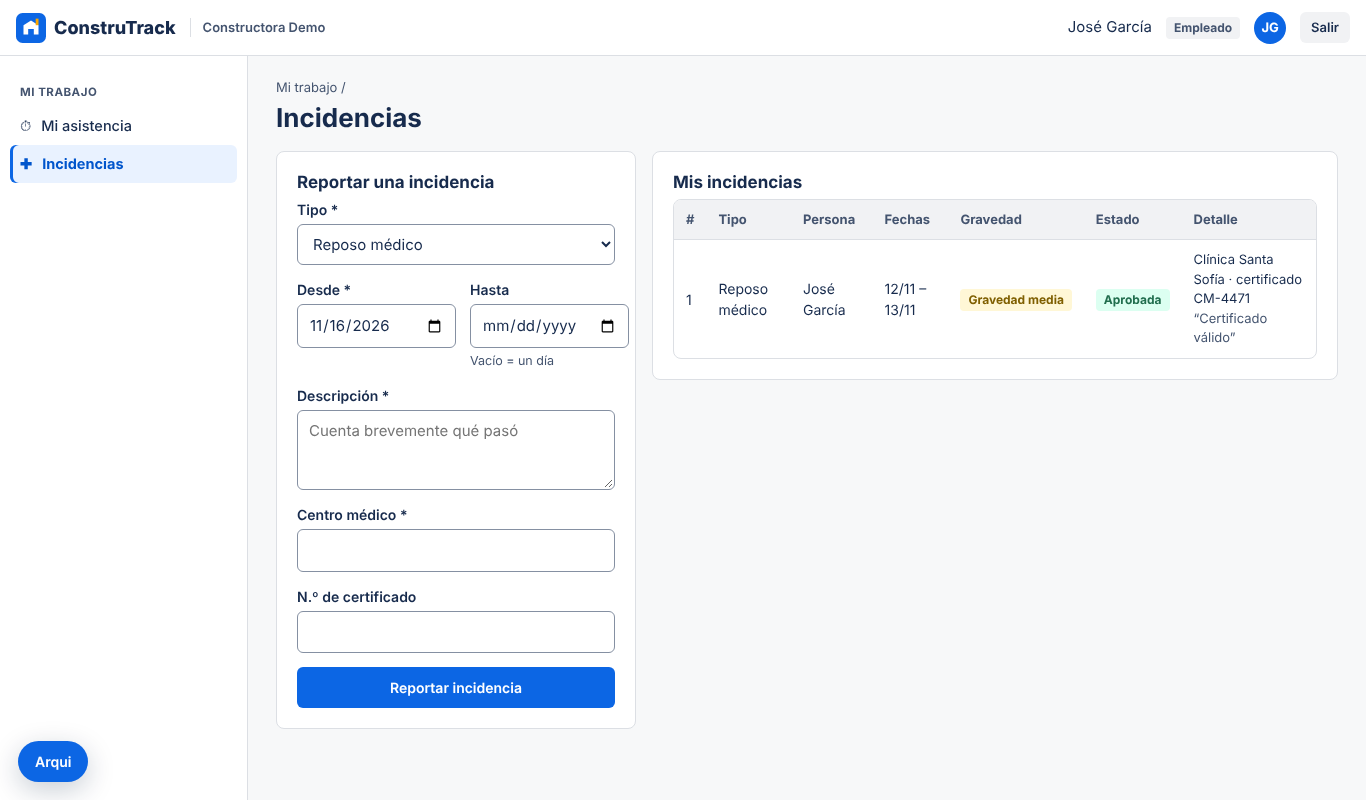 ConstruTrack
Constructora Demo
José García
Empleado
JG
Salir
MI TRABAJO
Mi asistencia
Incidencias
Mi trabajo /
Incidencias
Reportar una incidencia
Tipo *
Reposo médico
Desde *
Hasta
11/16/2026
mm/dd/yyyy
Vacío = un día
Descripción *
Cuenta brevemente qué pasó
Centro médico *
N.º de certificado
Reportar incidencia
Mis incidencias
# Tipo Persona Fechas Gravedad Estado Detalle
1
Reposo
médico
José
García
12/11 –
13/11
Gravedad media
Aprobada
Clínica Santa
Sofía · certificado
CM-4471
“Certificado
válido”
Arqui